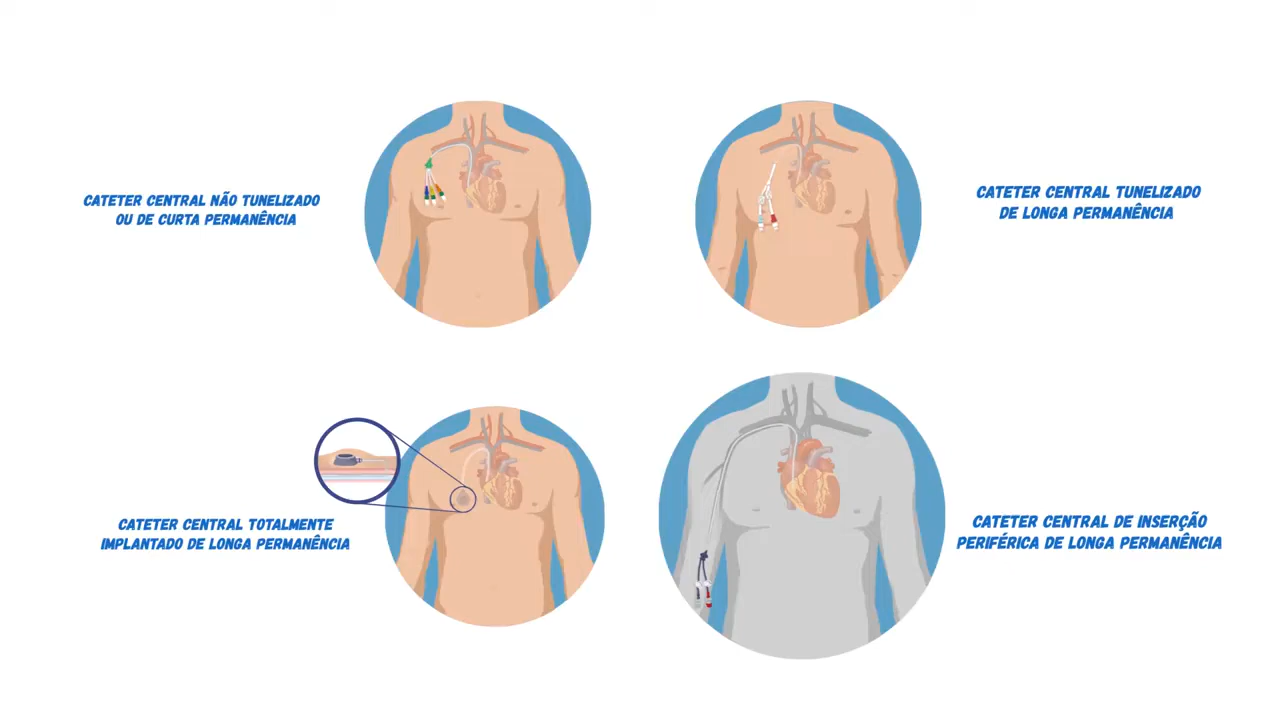 CATETER CENTRAL NÃO TUNELIZADO
OU DE CURTA PERMANÊNCIA
CATETER CENTRAL TUNELIZADO
DE LONGA PERMANÊNCIA
CATETER CENTRAL TOTALMENTE
IMPLANTADO DE LONGA PERMANÊNCIA
CATETER CENTRAL DE INSERÇÃO
PERIFÉRICA DE LONGA PERMANÊNCIA